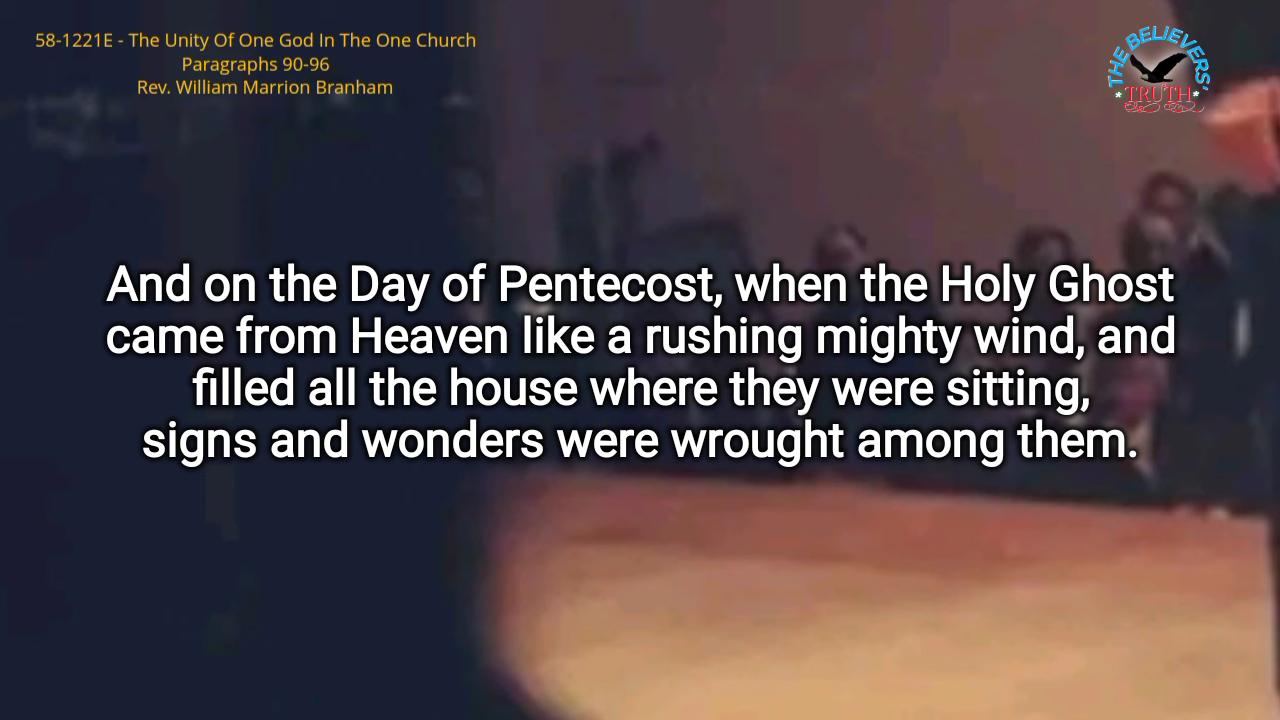 58-1221E - The Unity Of One God In The One Church
Paragraphs 90-96
Rev. William Marrion Branham
THE BELIEVERS'
TRUTH
And on the Day of Pentecost, when the Holy Ghost
came from Heaven like a rushing mighty wind, and
filled all the house where they were sitting,
signs and wonders were wrought among them.